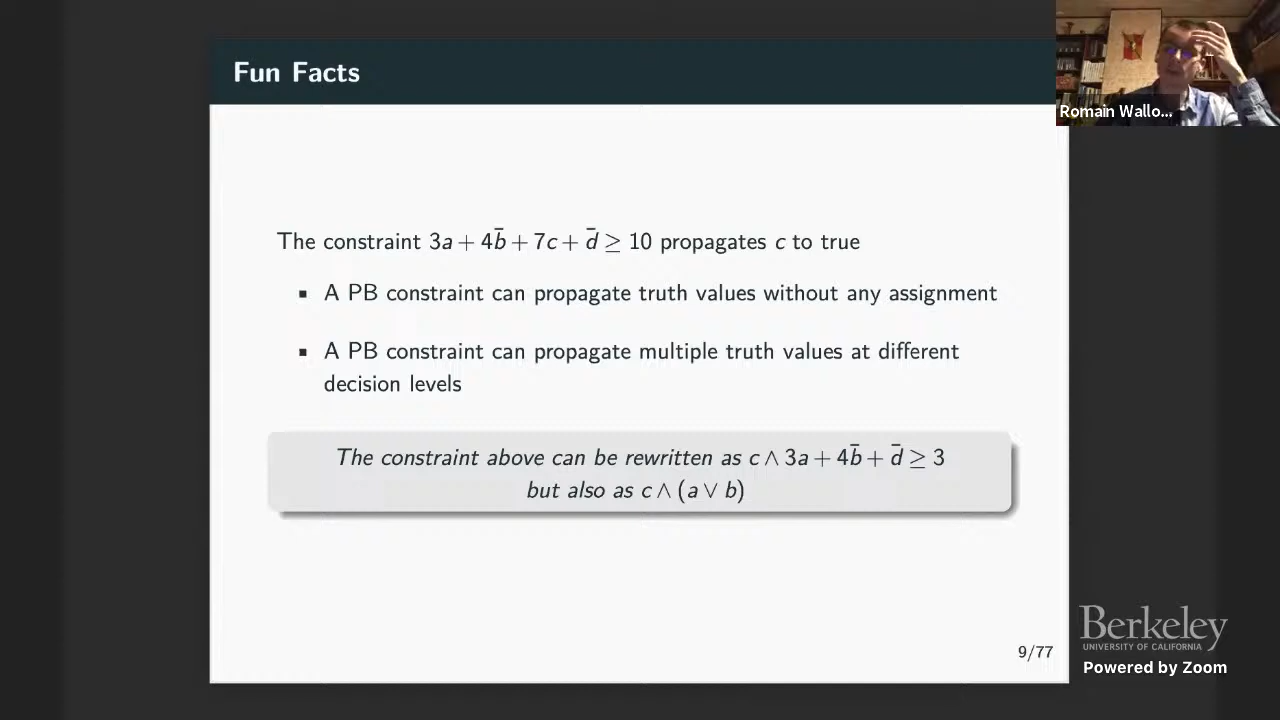 Fun Facts
Romain Wallo...
The constraint 3a + 4b̄ + 7c + d̄ ≥ 10 propagates c to true
▪ A PB constraint can propagate truth values without any assignment
▪ A PB constraint can propagate multiple truth values at different
decision levels
The constraint above can be rewritten as c ∧ 3a + 4b̄ + d̄ ≥ 3
but also as c ∧ (a ∨ b)
9/77
Berkeley
UNIVERSITY OF CALIFORNIA
Powered by Zoom